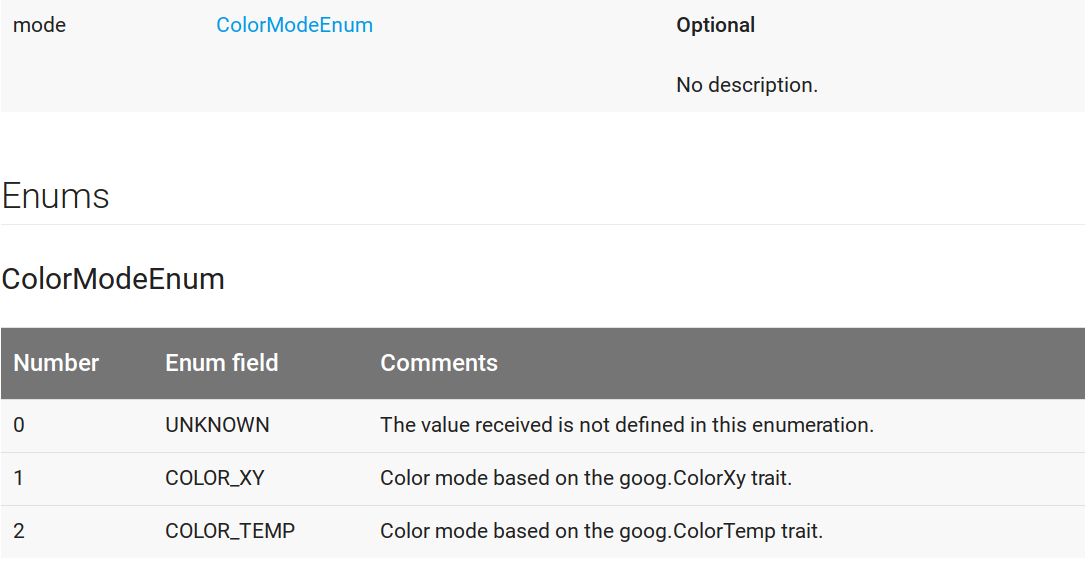 mode ColorModeEnum Optional
No description.
Enums
ColorModeEnum
Number Enum field Comments
0 UNKNOWN The value received is not defined in this enumeration.
1 COLOR_XY Color mode based on the goog.ColorXy trait.
2 COLOR_TEMP Color mode based on the goog.ColorTemp trait.